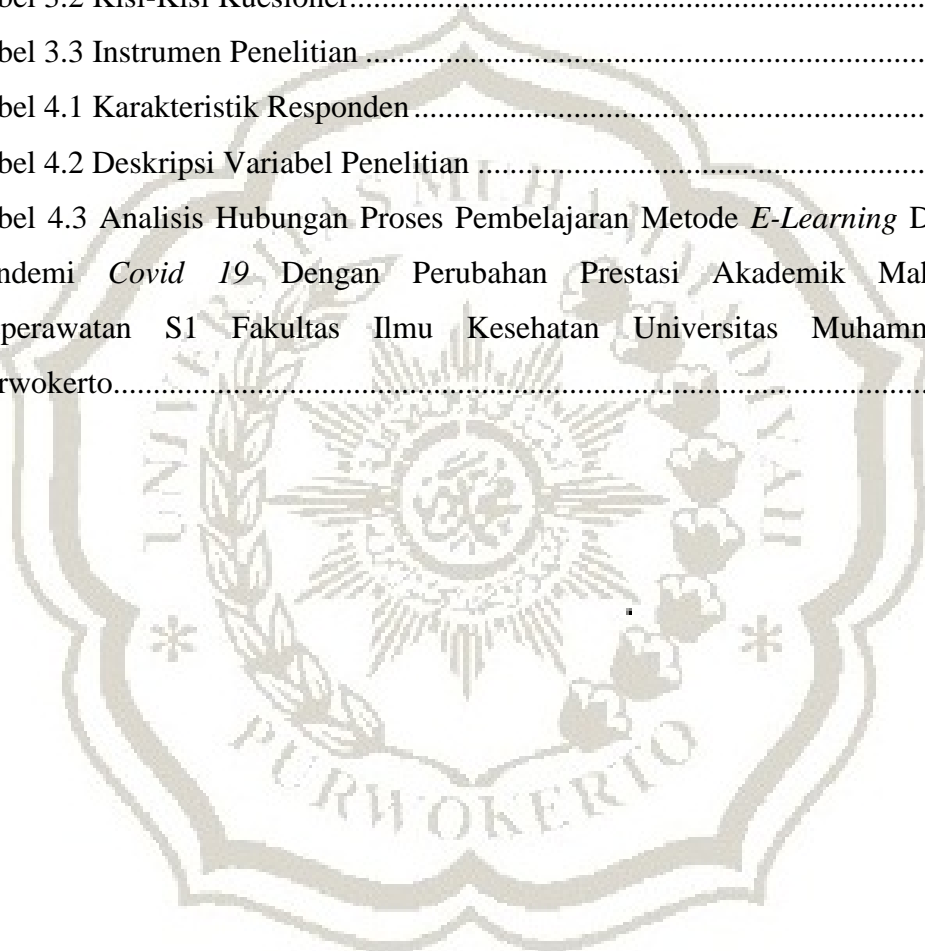 bel 3.2 Kisi-Kisi Kuesioner...............................................................................
bel 3.3 Instrumen Penelitian .............................................................................
bel 4.1 Karakteristik Responden .......................................................................
bel 4.2 Deskripsi Variabel Penelitian ................................................................
bel 4.3 Analisis Hubungan Proses Pembelajaran Metode E-Learning D
ndemi Covid 19 Dengan Perubahan Prestasi Akademik Mal
perawatan S1 Fakultas Ilmu Kesehatan Universitas Muhamm
rwokerto..............................................................................................................
UNIVERSITAS MUHAMMADIYAH
PURWOKERTO